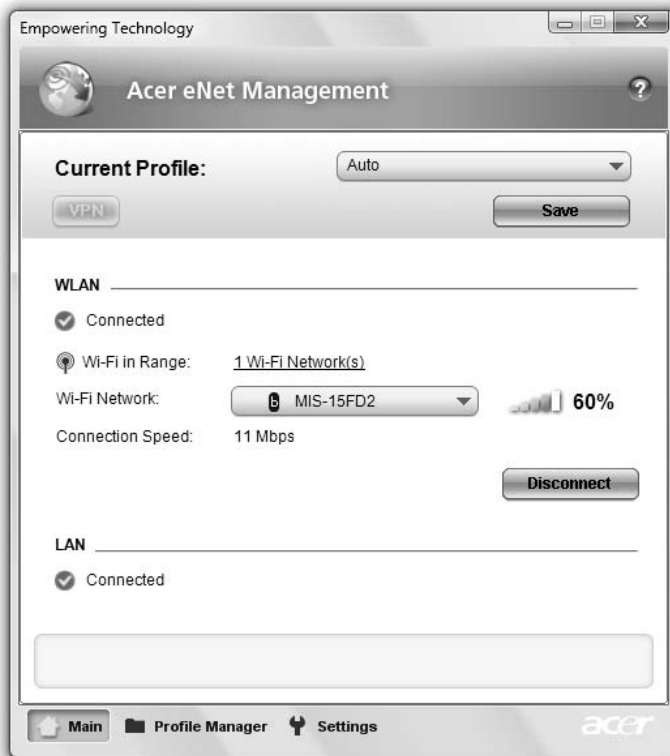 Empowering Technology
Acer eNet Management
?
Current Profile:
Auto
VPN
Save
WLAN
Connected
Wi-Fi in Range: 1 Wi-Fi Network(s)
Wi-Fi Network: b MIS-15FD2 60%
Connection Speed: 11 Mbps
Disconnect
LAN
Connected
Main Profile Manager Settings acer